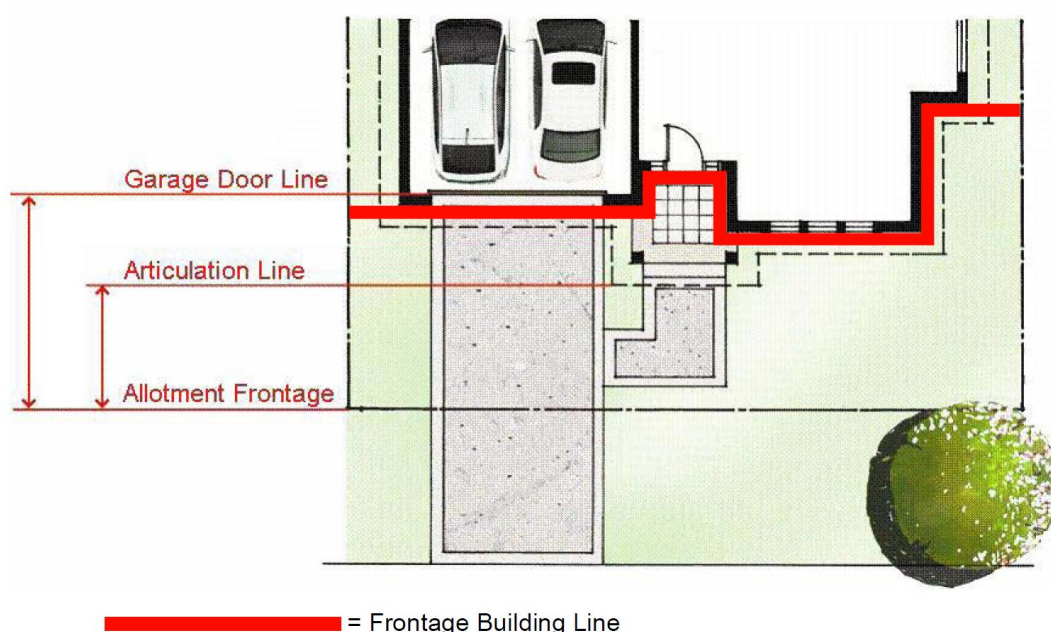 Garage Door Line
Articulation Line
Allotment Frontage
= Frontage Building Line